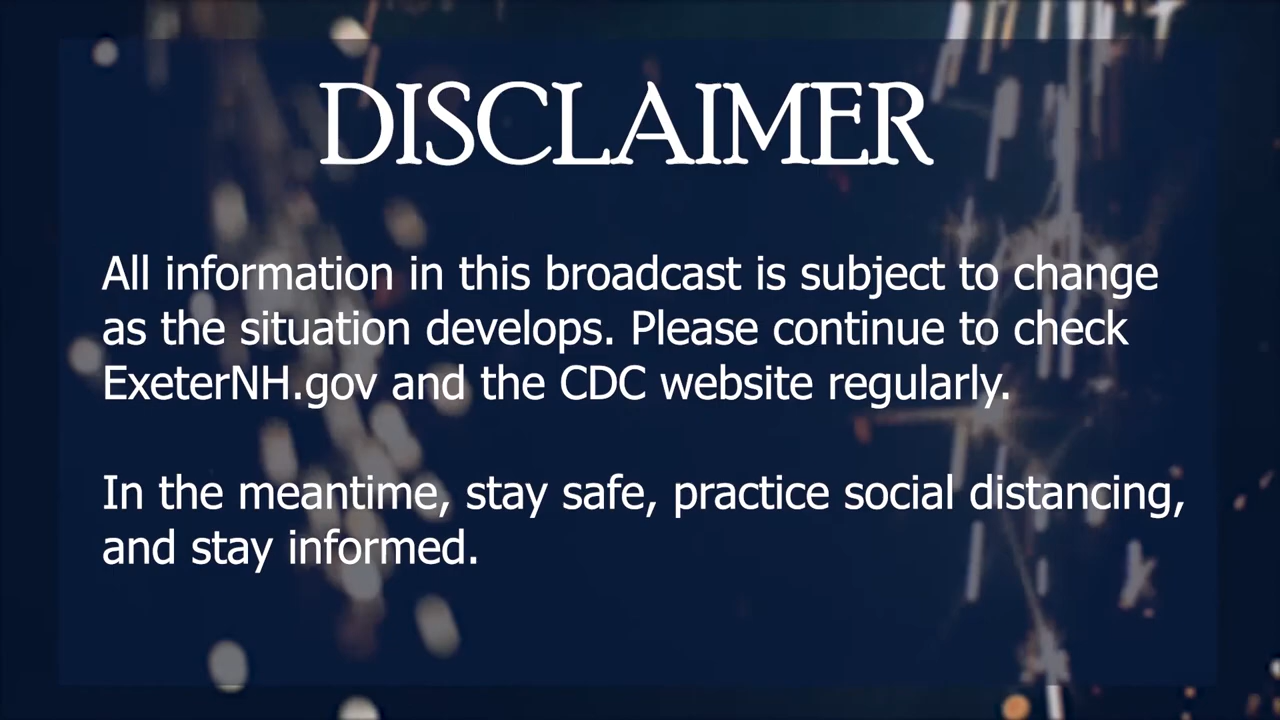 DISCLAIMER
All information in this broadcast is subject to change
as the situation develops. Please continue to check
ExeterNH.gov and the CDC website regularly.
In the meantime, stay safe, practice social distancing,
and stay informed.